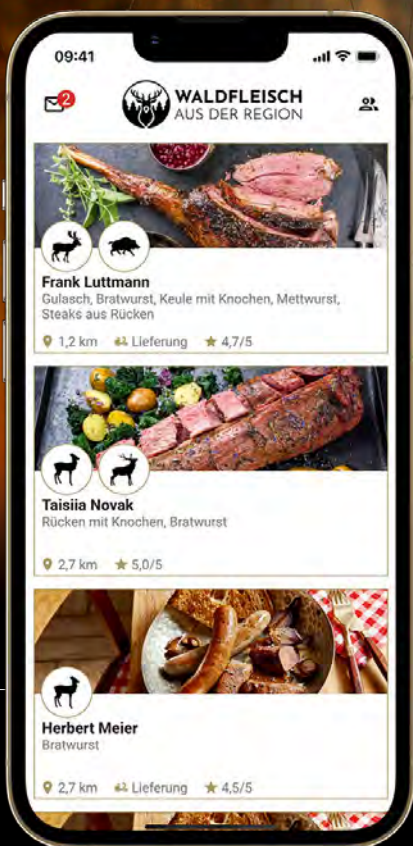 09:41
2
WALDFLEISCH
AUS DER REGION
Frank Luttmann
Gulasch, Bratwurst, Keule mit Knochen, Mettwurst,
Steaks aus Rücken
1,2 km Lieferung 4,7/5
Taisiia Novak
Rücken mit Knochen, Bratwurst
2,7 km 5,0/5
Herbert Meier
Bratwurst
2,7 km Lieferung 4,5/5